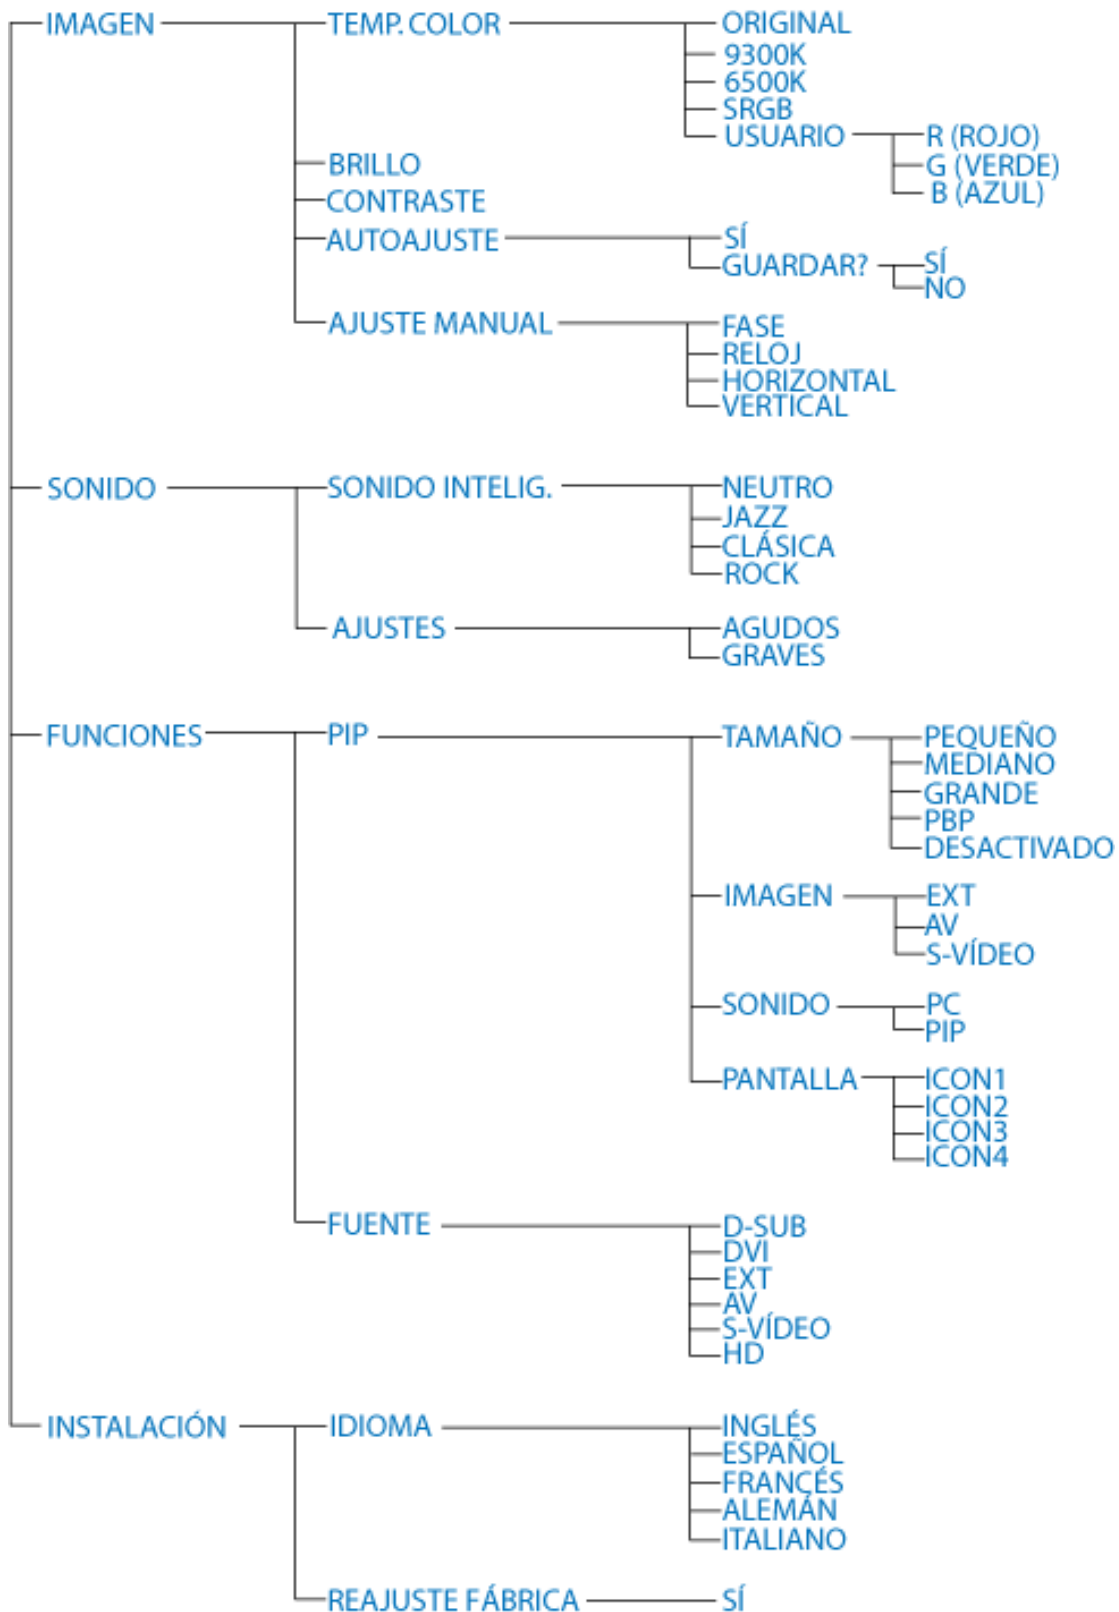 IMAGEN TEMP. COLOR ORIGINAL
9300K
6500K
SRGB
USUARIO R (ROJO)
BRILLO G (VERDE)
B (AZUL)
CONTRASTE
AUTOAJUSTE SÍ
GUARDAR? SÍ
NO
AJUSTE MANUAL FASE
RELOJ
HORIZONTAL
VERTICAL
SONIDO SONIDO INTELIG. NEUTRO
JAZZ
CLÁSICA
ROCK
AJUSTES AGUDOS
GRAVES
FUNCIONES PIP TAMAÑO PEQUEÑO
MEDIANO
GRANDE
PBP
DESACTIVADO
IMAGEN EXT
AV
S-VÍDEO
SONIDO PC
PIP
PANTALLA ICON1
ICON2
ICON3
ICON4
FUENTE D-SUB
DVI
EXT
AV
S-VÍDEO
HD
INSTALACIÓN IDIOMA INGLÉS
ESPAÑOL
FRANCÉS
ALEMÁN
ITALIANO
REAJUSTE FÁBRICA SÍ